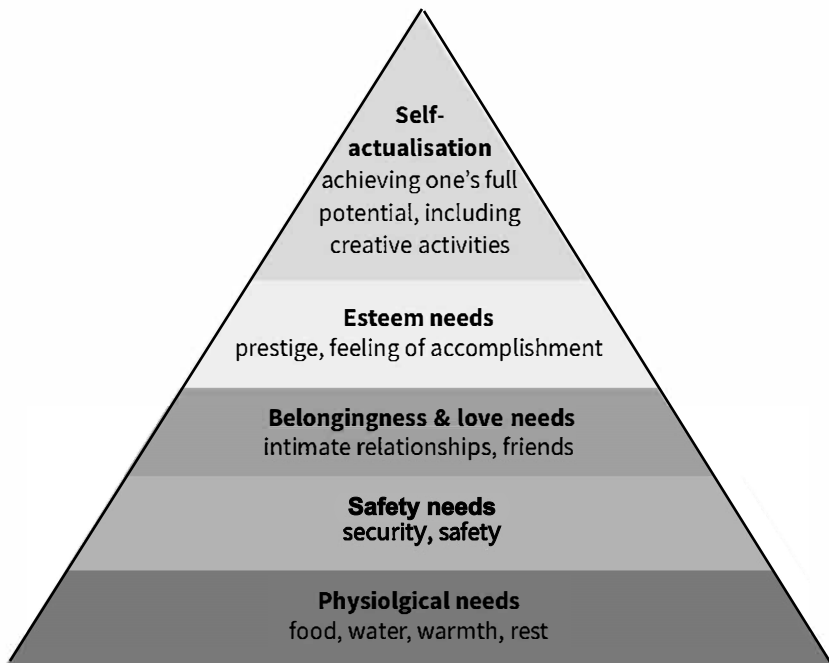 Self-
actualisation
achieving one's full
potential, including
creative activities
Esteem needs
prestige, feeling of accomplishment
Belongingness & love needs
intimate relationships, friends
Safety needs
security, safety
Physiolgical needs
food, water, warmth, rest